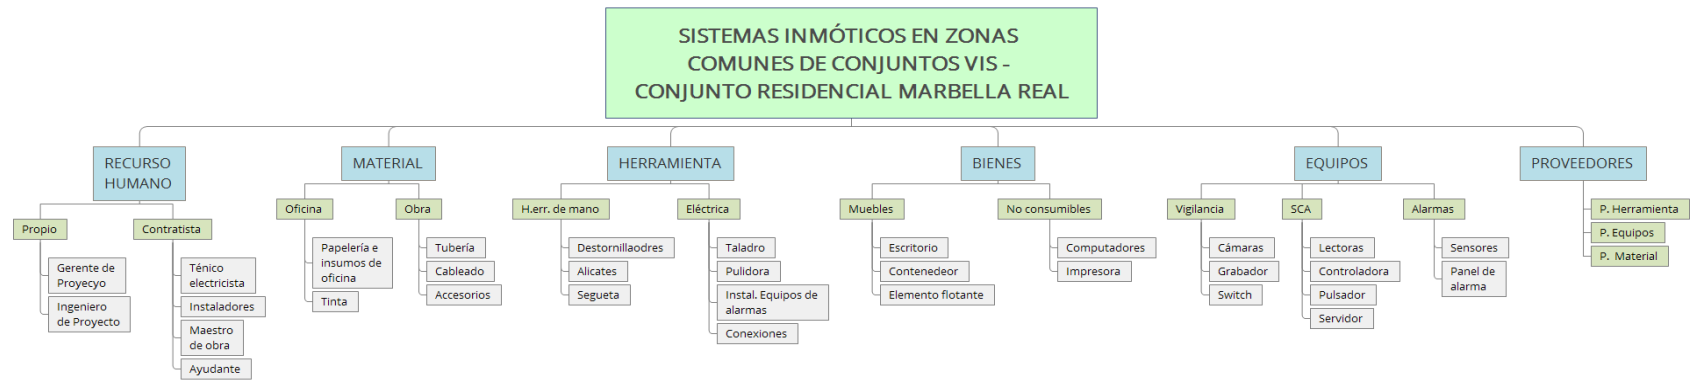 SISTEMAS INMÓTICOS EN ZONAS
COMUNES DE CONJUNTOS VIS -
CONJUNTO RESIDENCIAL MARBELLA REAL
RECURSO
HUMANO
Propio
Gerente de
Proyecyo
Ingeniero
de Proyecto
Contratista
Ténico
electricista
Instaladores
Maestro
de obra
Ayudante
MATERIAL
Oficina
Papelería e
insumos de
oficina
Tinta
Obra
Tubería
Cableado
Accesorios
HERRAMIENTA
H.err. de mano
Destornillaodres
Alicates
Segueta
Eléctrica
Taladro
Pulidora
Instal. Equipos de
alarmas
Conexiones
BIENES
Muebles
Escritorio
Contenedeor
Elemento flotante
No consumibles
Computadores
Impresora
EQUIPOS
Vigilancia
Cámaras
Grabador
Switch
SCA
Lectoras
Controladora
Pulsador
Servidor
Alarmas
Sensores
Panel de
alarma
PROVEEDORES
P. Herramienta
P. Equipos
P. Material